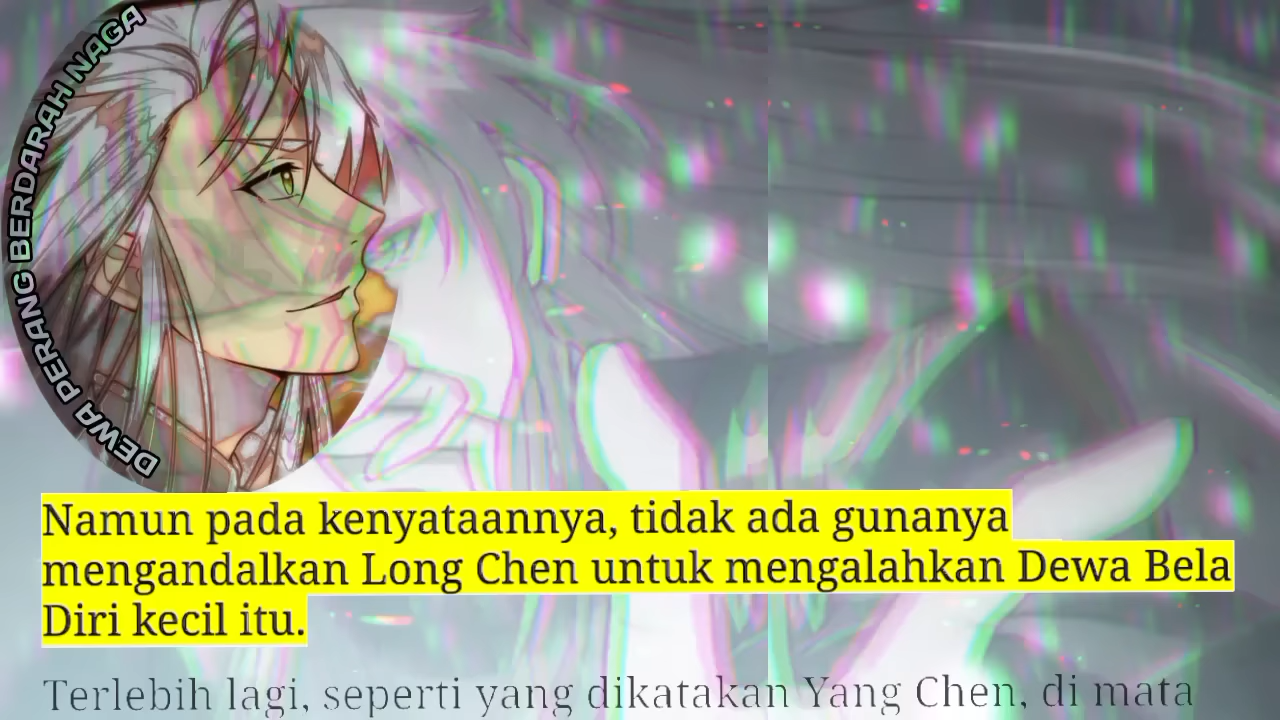 DEWA PERANG BERDARAH NAGA
Namun pada kenyataannya, tidak ada gunanya
mengandalkan Long Chen untuk mengalahkan Dewa Bela
Diri kecil itu.
Terlebih lagi, seperti yang dikatakan Yang Chen, di mata